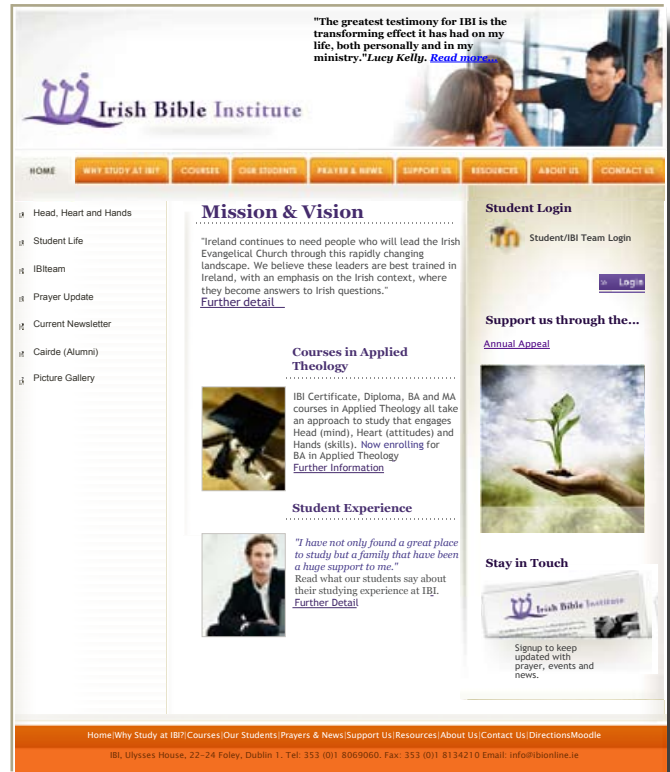 "The greatest testimony for IBI is the
transforming effect it has had on my
life, both personally and in my
ministry."Lucy Kelly. Read more...
Irish Bible Institute
HOME
WHY STUDY AT IBI?
COURSES
OUR STUDENTS
PRAYER & NEWS
SUPPORT US
RESOURCES
ABOUT US
CONTACT US
Head, Heart and Hands
Student Life
IBIteam
Prayer Update
Current Newsletter
Cairde (Alumni)
Picture Gallery
Mission & Vision
"Ireland continues to need people who will lead the Irish
Evangelical Church through this rapidly changing
landscape. We believe these leaders are best trained in
Ireland, with an emphasis on the Irish context, where
they become answers to Irish questions."
Further detail
Courses in Applied
Theology
IBI Certificate, Diploma, BA and MA
courses in Applied Theology all take
an approach to study that engages
Head (mind), Heart (attitudes) and
Hands (skills). Now enrolling for
BA in Applied Theology
Further Information
Student Experience
"I have not only found a great place
to study but a family that have been
a huge support to me."
Read what our students say about
their studying experience at IBI.
Further Detail
Student Login
Student/IBI Team Login
Login
Support us through the...
Annual Appeal
Stay in Touch
Irish Bible Institute
Signup to keep
updated with
prayer, events and
news.
Home|Why Study at IBI?|Courses|Our Students|Prayers & News|Support Us|Resources|About Us|Contact Us|DirectionsMoodle
IBI, Ulysses House, 22-24 Foley, Dublin 1. Tel: 353 (0)1 8069060. Fax: 353 (0)1 8134210 Email: info@ibionline.ie